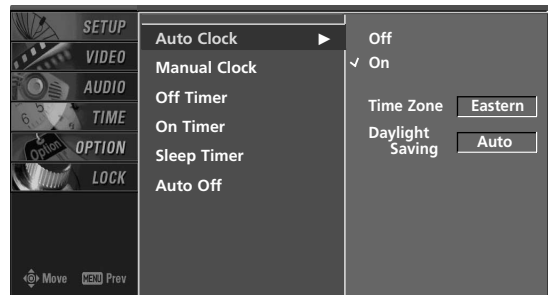 SETUP
VIDEO
AUDIO
TIME
Option OPTION
LOCK
Move MENU Prev
Auto Clock
Manual Clock
Off Timer
On Timer
Sleep Timer
Auto Off
Off
On
Time Zone Eastern
Daylight
Saving Auto